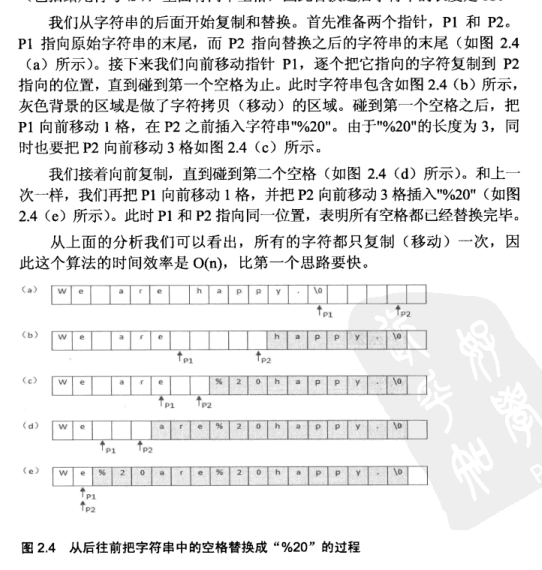 我们从字符串的后面开始复制和替换。首先准备两个指针，P1 和 P2。
P1 指向原始字符串的末尾，而 P2 指向替换之后的字符串的末尾（如图 2.4
（a）所示）。接下来我们向前移动指针 P1，逐个把它指向的字符复制到 P2
指向的位置，直到碰到第一个空格为止。此时字符串包含如图 2.4（b）所示，
灰色背景的区域是做了字符拷贝（移动）的区域。碰到第一个空格之后，把
P1 向前移动 1 格，在 P2 之前插入字符串"%20"。由于"%20"的长度为 3，同
时也要把 P2 向前移动 3 格如图 2.4（c）所示。
我们接着向前复制，直到碰到第二个空格（如图 2.4（d）所示）。和上一
次一样，我们再把 P1 向前移动 1 格，并把 P2 向前移动 3 格插入"%20"（如图
2.4（e）所示）。此时 P1 和 P2 指向同一位置，表明所有空格都已经替换完毕。
从上面的分析我们可以看出，所有的字符都只复制（移动）一次，因
此这个算法的时间效率是 O(n)，比第一个思路要快。
（a） W e a r e h a p p y . \0
P1 P2
（b） W e a r e h a p p y . \0
P1 P2
（c） W e a r e % 2 0 h a p p y . \0
P1 P2
（d） W e a r e % 2 0 h a p p y . \0
P1 P2
（e） W e % 2 0 a r e % 2 0 h a p p y . \0
P1
P2
图 2.4 从后往前把字符串中的空格替换成“%20”的过程